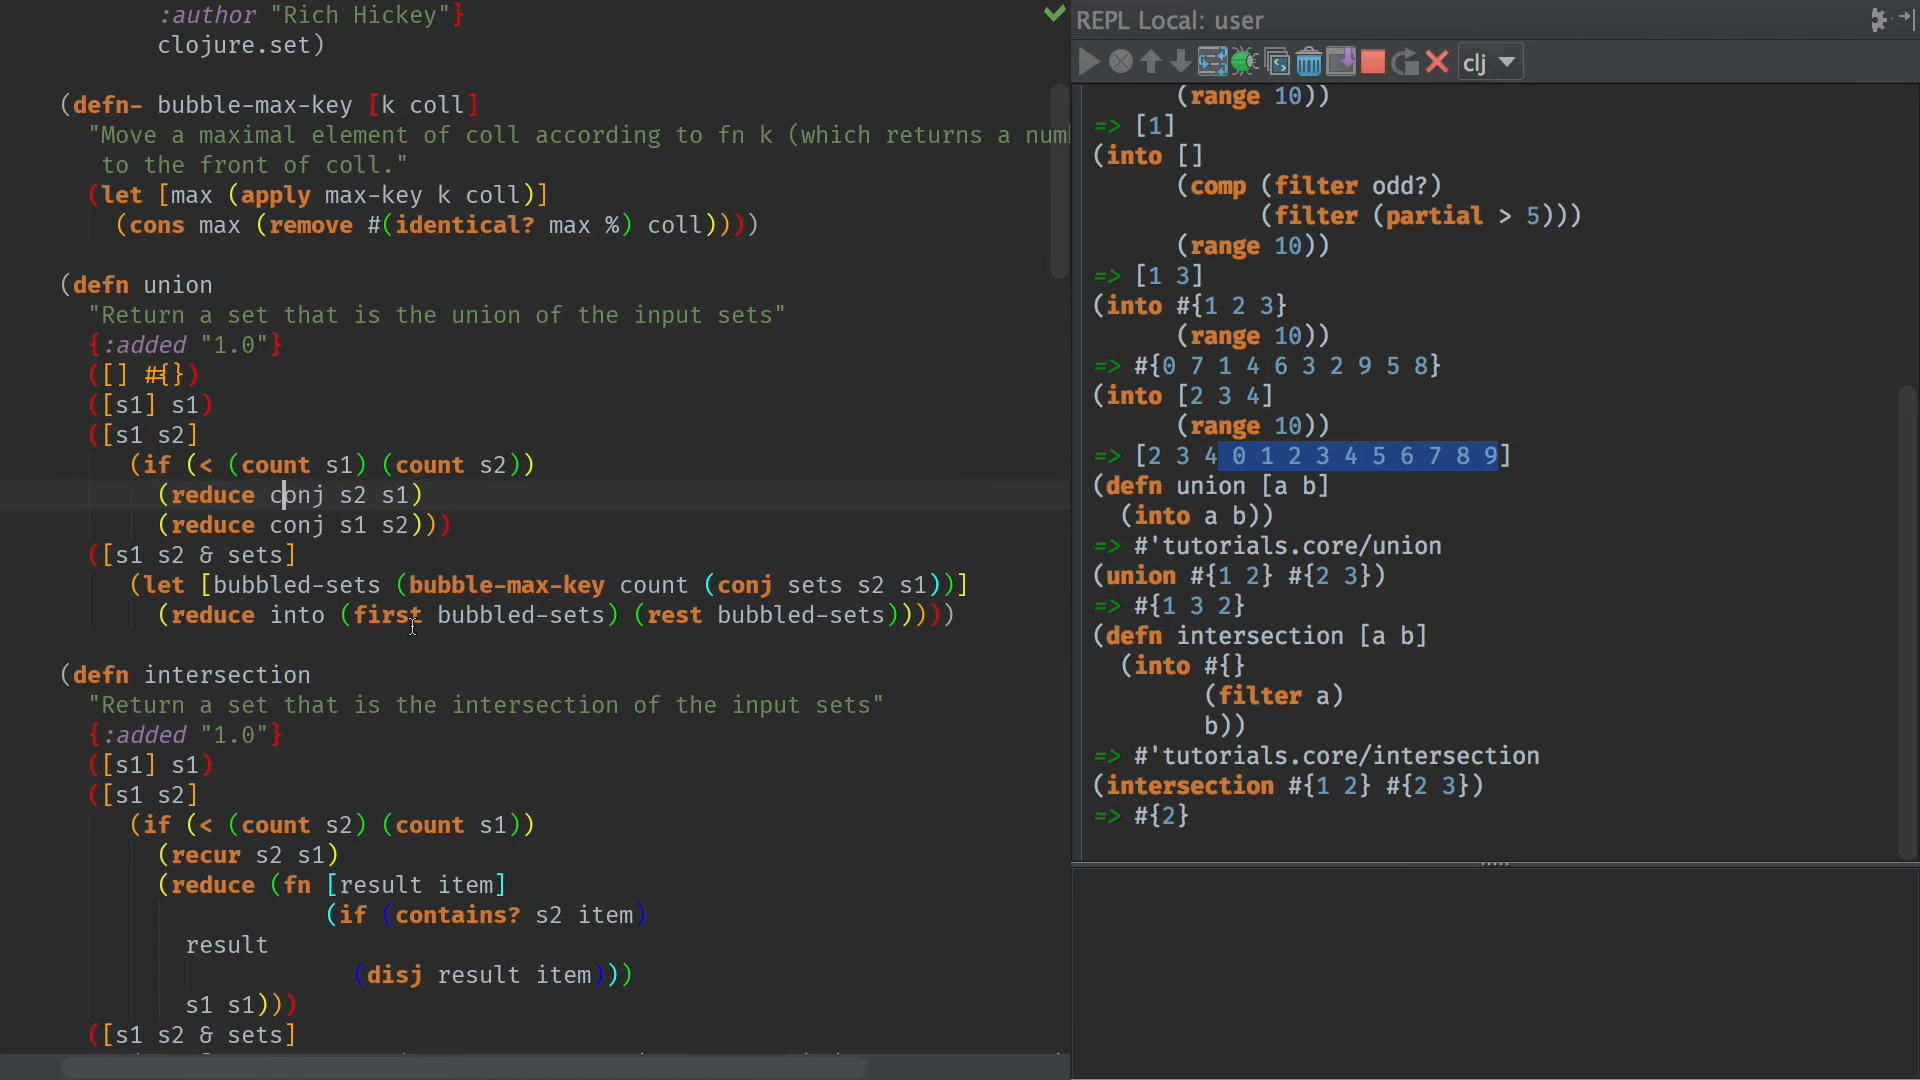 :author "Rich Hickey"}
clojure.set)
(defn- bubble-max-key [k coll]
"Move a maximal element of coll according to fn k (which returns a
to the front of coll."
(let [max (apply max-key k coll)]
(cons max (remove #(identical? max %) coll))))
(defn union
"Return a set that is the union of the input sets"
{:added "1.0"}
([] #{})
([s1] s1)
([s1 s2]
(if (< (count s1) (count s2))
(reduce conj s2 s1)
(reduce conj s1 s2)))
([s1 s2 & sets]
(let [bubbled-sets (bubble-max-key count (conj sets s2 s1))]
(reduce into (first bubbled-sets) (rest bubbled-sets)))))
(defn intersection
"Return a set that is the intersection of the input sets"
{:added "1.0"}
([s1] s1)
([s1 s2]
(if (< (count s2) (count s1))
(recur s2 s1)
(reduce (fn [result item]
(if (contains? s2 item)
result
(disj result item)))
s1 s1)))
([s1 s2 & sets]
REPL Local: user
clj
(range 10))
=> [1]
(into []
(comp (filter odd?)
(filter (partial > 5)))
(range 10))
=> [1 3]
(into #{1 2 3}
(range 10))
=> #{0 7 1 4 6 3 2 9 5 8}
(into [2 3 4]
(range 10))
=> [2 3 4 0 1 2 3 4 5 6 7 8 9]
(defn union [a b]
(into a b))
=> #'tutorials.core/union
(union #{1 2} #{2 3})
=> #{1 3 2}
(defn intersection [a b]
(into #{}
(filter a)
b))
=> #'tutorials.core/intersection
(intersection #{1 2} #{2 3})
=> #{2}